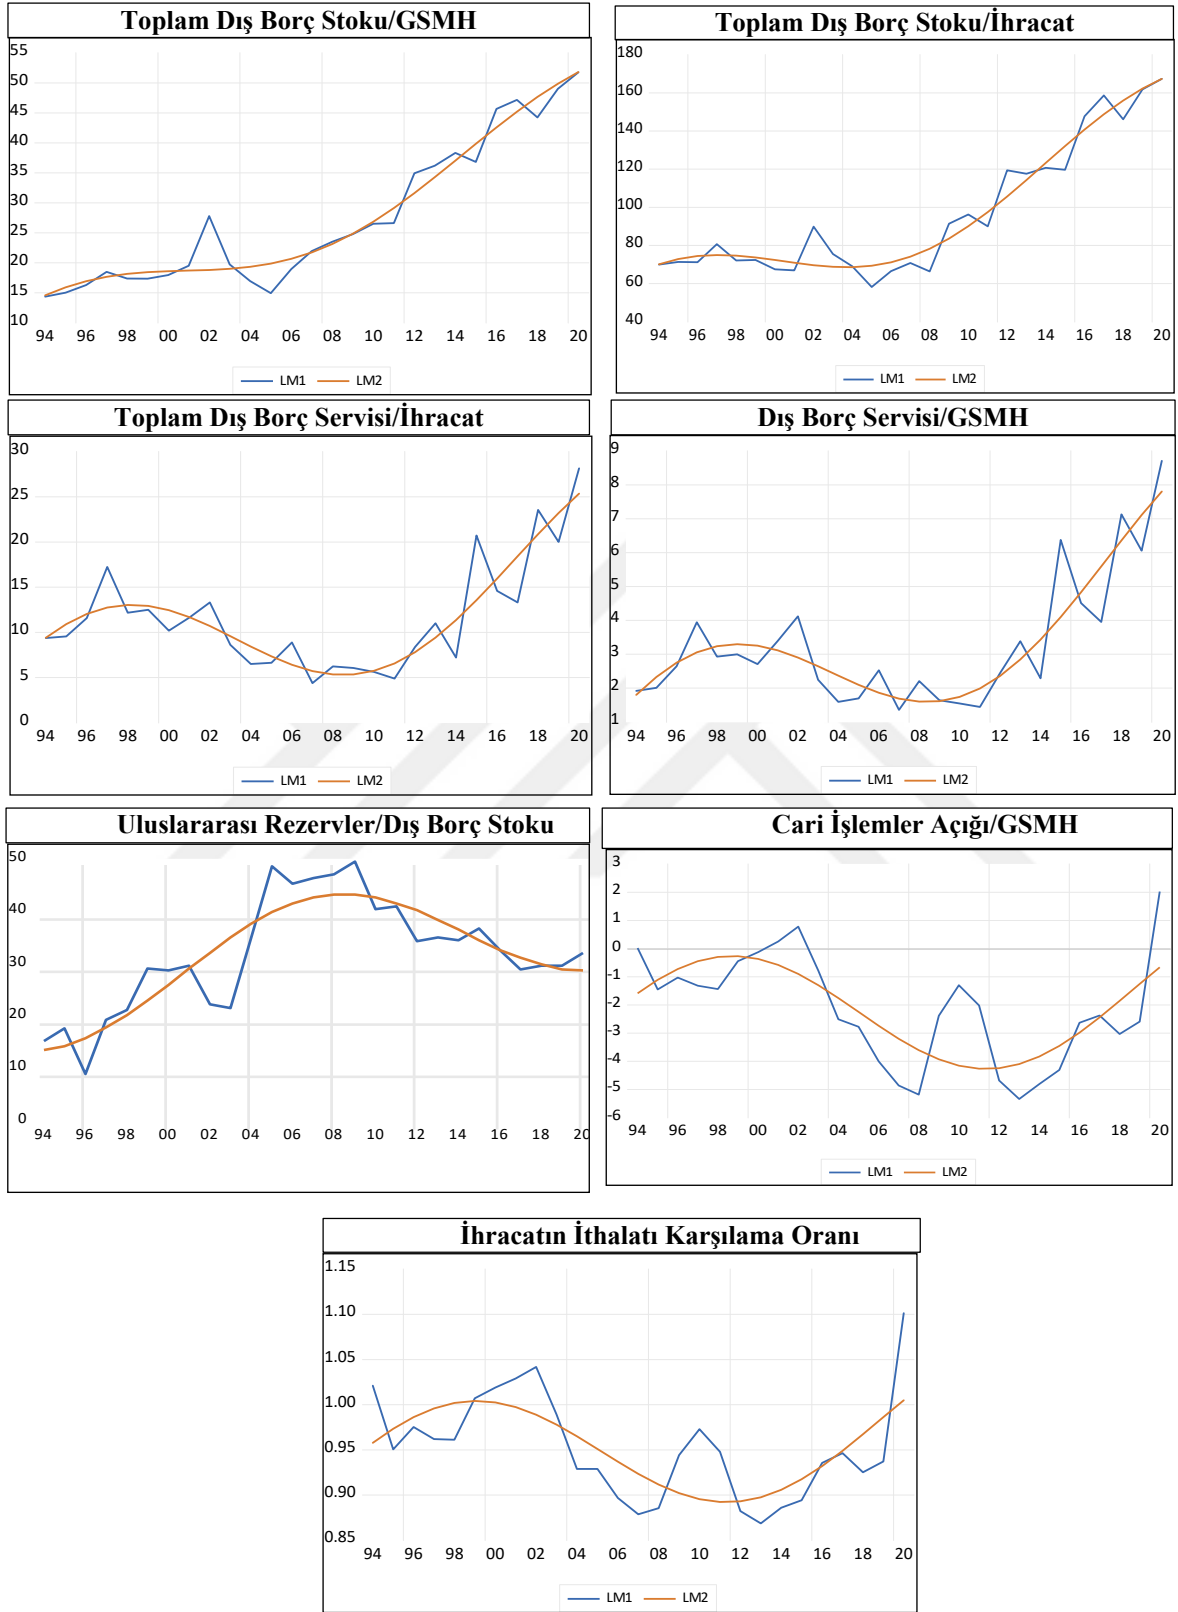 Toplam Dış Borç Stoku/GSMH
55
50
45
40
35
30
25
20
15
10
94 96 98 00 02 04 06 08 10 12 14 16 18 20
LM1 LM2
Toplam Dış Borç Stoku/İhracat
180
160
140
120
100
80
60
40
94 96 98 00 02 04 06 08 10 12 14 16 18 20
LM1 LM2
Toplam Dış Borç Servisi/İhracat
30
25
20
15
10
5
0
94 96 98 00 02 04 06 08 10 12 14 16 18 20
LM1 LM2
Dış Borç Servisi/GSMH
9
8
7
6
5
4
3
2
1
94 96 98 00 02 04 06 08 10 12 14 16 18 20
LM1 LM2
Uluslararası Rezervler/Dış Borç Stoku
50
40
30
20
10
0
94 96 98 00 02 04 06 08 10 12 14 16 18 20
Cari İşlemler Açığı/GSMH
3
2
1
0
-1
-2
-3
-4
-5
-6
94 96 98 00 02 04 06 08 10 12 14 16 18 20
LM1 LM2
İhracatın İthalatı Karşılama Oranı
1.15
1.10
1.05
1.00
0.95
0.90
0.85
94 96 98 00 02 04 06 08 10 12 14 16 18 20
LM1 LM2